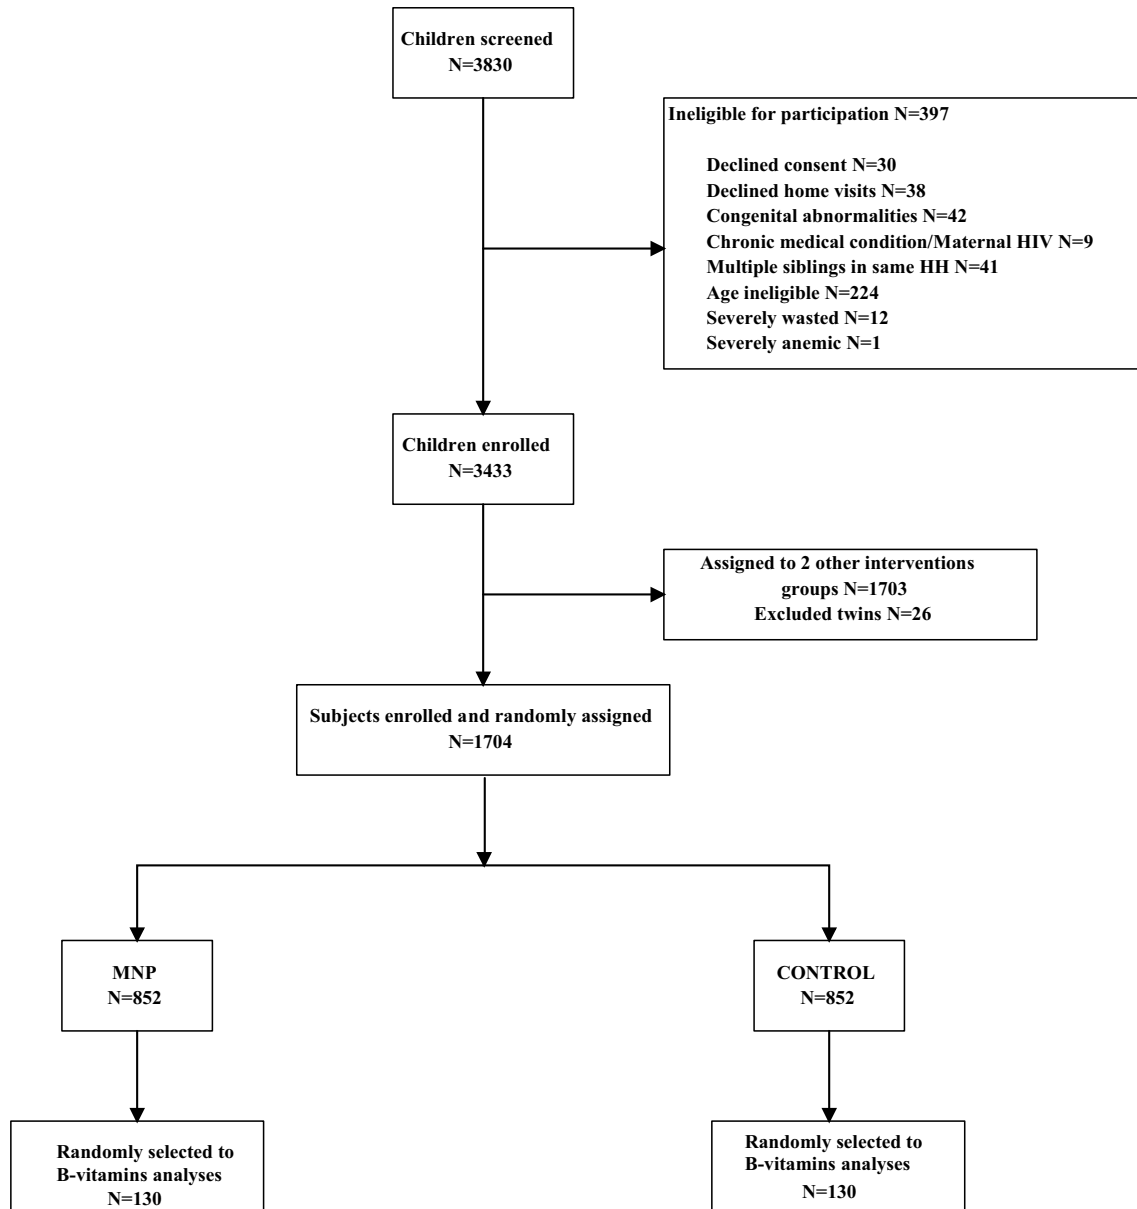 Children screened
N=3830
Ineligible for participation N=397
Declined consent N=30
Declined home visits N=38
Congenital abnormalities N=42
Chronic medical condition/Maternal HIV N=9
Multiple siblings in same HH N=41
Age ineligible N=224
Severely wasted N=12
Severely anemic N=1
Children enrolled
N=3433
Assigned to 2 other interventions
groups N=1703
Excluded twins N=26
Subjects enrolled and randomly assigned
N=1704
MNP
N=852
CONTROL
N=852
Randomly selected to
B-vitamins analyses
N=130
Randomly selected to
B-vitamins analyses
N=130